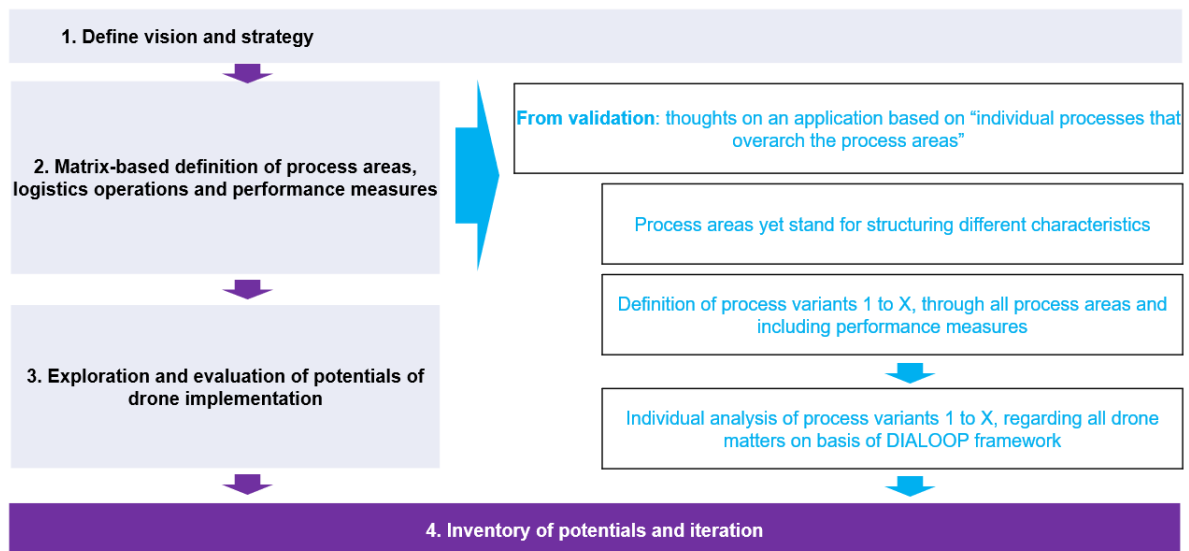 1. Define vision and strategy
2. Matrix-based definition of process areas,
logistics operations and performance measures
From validation: thoughts on an application based on “individual processes that
overarch the process areas”
Process areas yet stand for structuring different characteristics
Definition of process variants 1 to X, through all process areas and
including performance measures
3. Exploration and evaluation of potentials of
drone implementation
Individual analysis of process variants 1 to X, regarding all drone
matters on basis of DIALOOP framework
4. Inventory of potentials and iteration